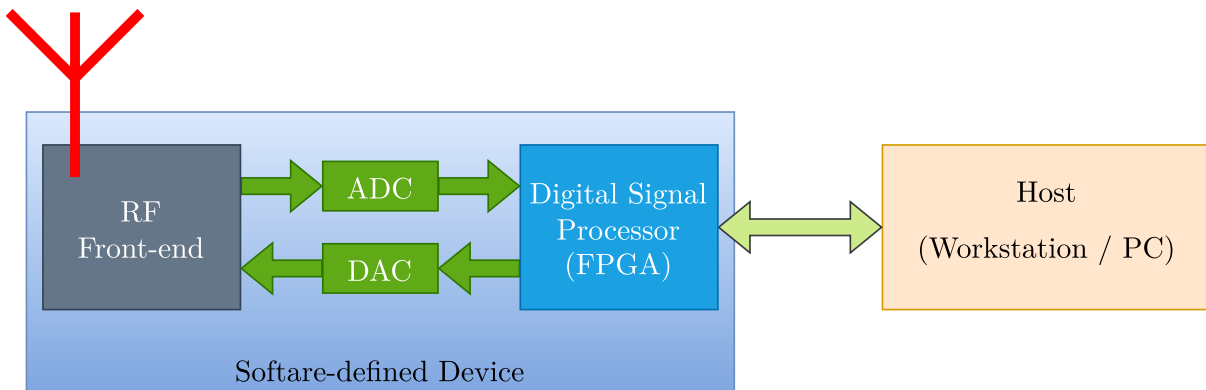 RF
Front-end
ADC
DAC
Digital Signal
Processor
(FPGA)
Host
(Workstation / PC)
Softare-defined Device